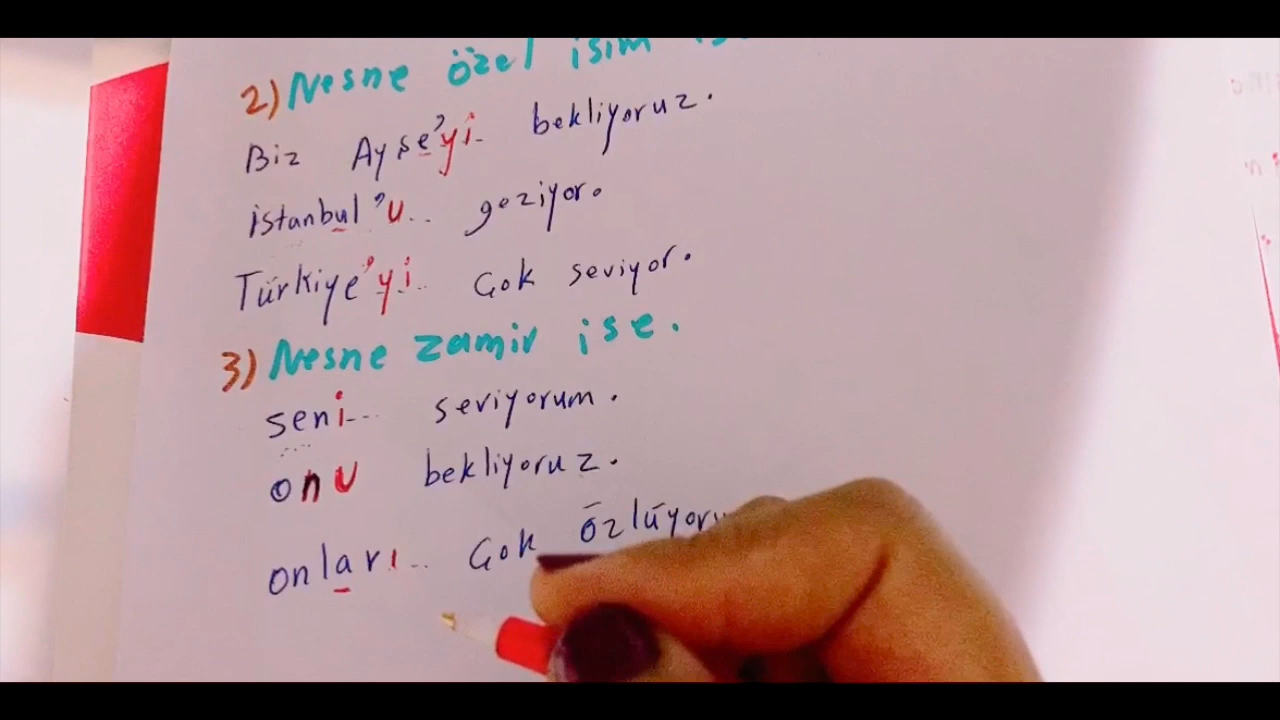 2) Nesne özel isim
Biz Ayşe'yi bekliyoruz.
istanbul'u.. geziyor.
Türkiye'yi.. Çok seviyor.
3) Nesne zamir ise.
seni... seviyorum.
onu bekliyoruz.
onları.. Çok